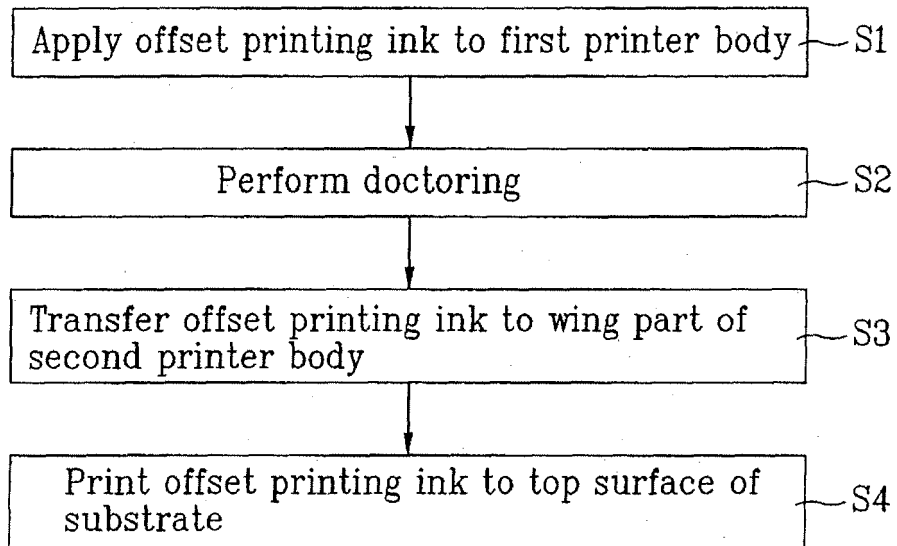 Apply offset printing ink to first printer body S1
Perform doctoring S2
Transfer offset printing ink to wing part of S3
second printer body
Print offset printing ink to top surface of S4
substrate